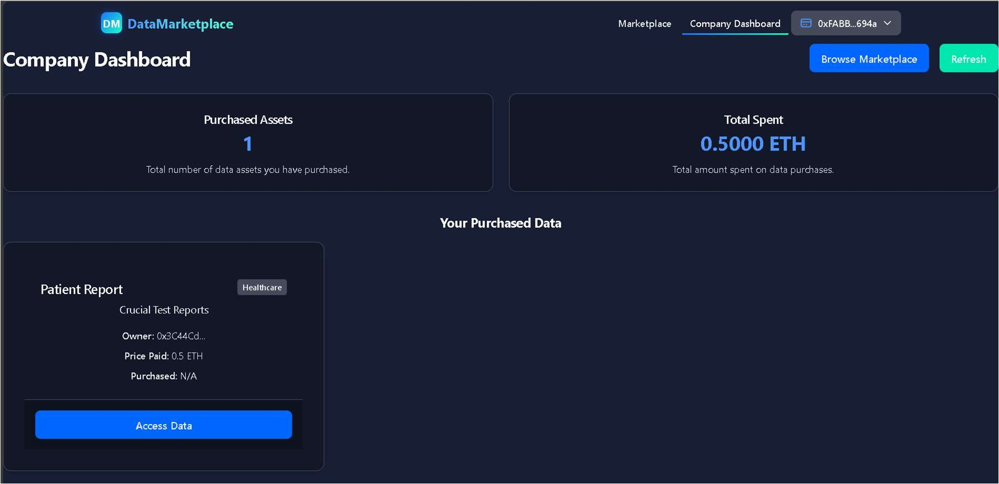 DM DataMarketplace Marketplace Company Dashboard 0xFABB...694a
Company Dashboard Browse Marketplace Refresh
Purchased Assets
1
Total number of data assets you have purchased.
Total Spent
0.5000 ETH
Total amount spent on data purchases.
Your Purchased Data
Patient Report Healthcare
Crucial Test Reports
Owner: 0x3C44Cd...
Price Paid: 0.5 ETH
Purchased: N/A
Access Data